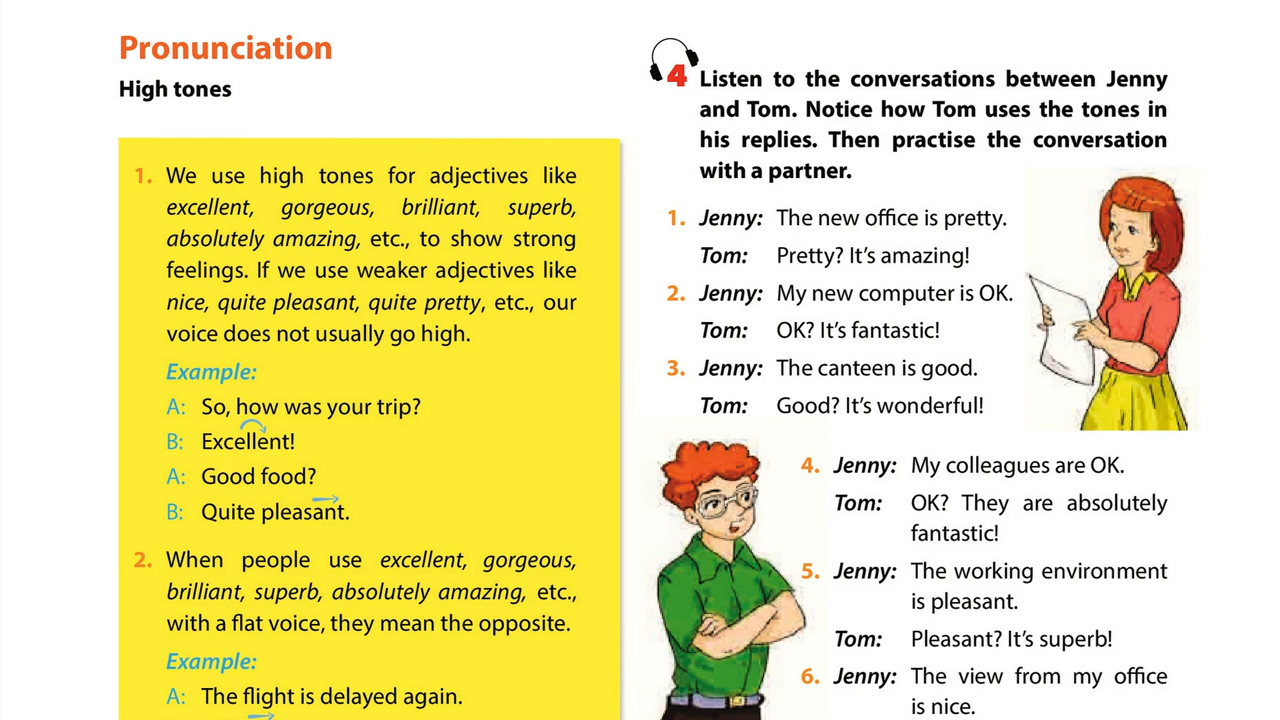 Pronunciation
High tones
1. We use high tones for adjectives like
excellent, gorgeous, brilliant, superb,
absolutely amazing, etc., to show strong
feelings. If we use weaker adjectives like
nice, quite pleasant, quite pretty, etc., our
voice does not usually go high.
Example:
A: So, how was your trip?
B: Excellent!
A: Good food?
B: Quite pleasant.
2. When people use excellent, gorgeous,
brilliant, superb, absolutely amazing, etc.,
with a flat voice, they mean the opposite.
Example:
A: The flight is delayed again.
4 Listen to the conversations between Jenny
and Tom. Notice how Tom uses the tones in
his replies. Then practise the conversation
with a partner.
1. Jenny: The new office is pretty.
Tom: Pretty? It's amazing!
2. Jenny: My new computer is OK.
Tom: OK? It's fantastic!
3. Jenny: The canteen is good.
Tom: Good? It's wonderful!
4. Jenny: My colleagues are OK.
Tom: OK? They are absolutely
fantastic!
5. Jenny: The working environment
is pleasant.
Tom: Pleasant? It's superb!
6. Jenny: The view from my office
is nice.